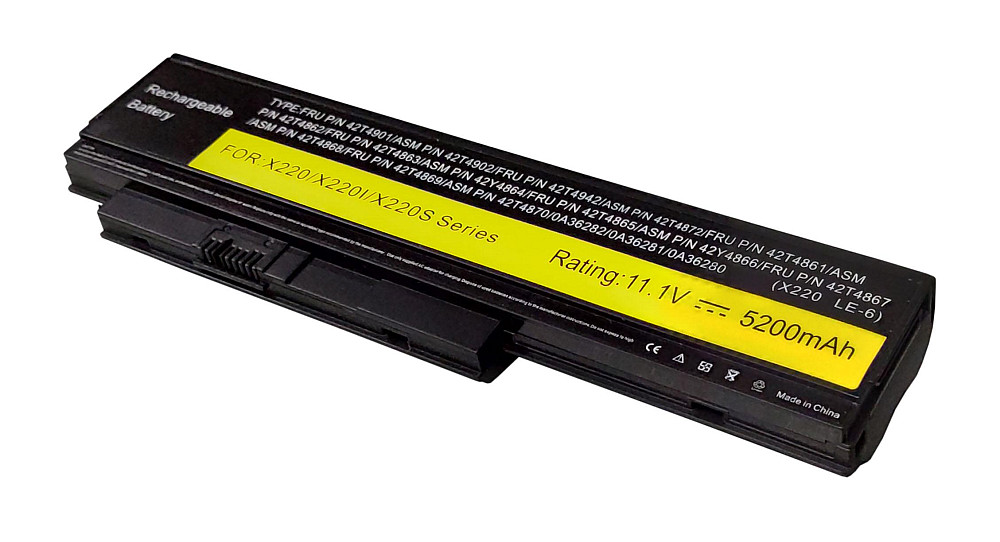 Rechargeable
Battery
TYPE:FRU P/N 42T4901/ASM P/N 42T4902/FRU P/N 42T4942/ASM P/N 42T4872/FRU P/N 42T4861/ASM
P/N 42T4862/FRU P/N 42T4863/ASM P/N 42Y4864/FRU P/N 42T4865/ASM P/N 42Y4866/FRU P/N 42T4867
/ASM P/N 42T4868/FRU P/N 42T4869/ASM P/N 42T4870/0A36282/0A36281/0A36280
(X220 LE-6)
FOR:X220/X220I/X220S Series
Rating:11.1V 5200mAh
CE
Made in China